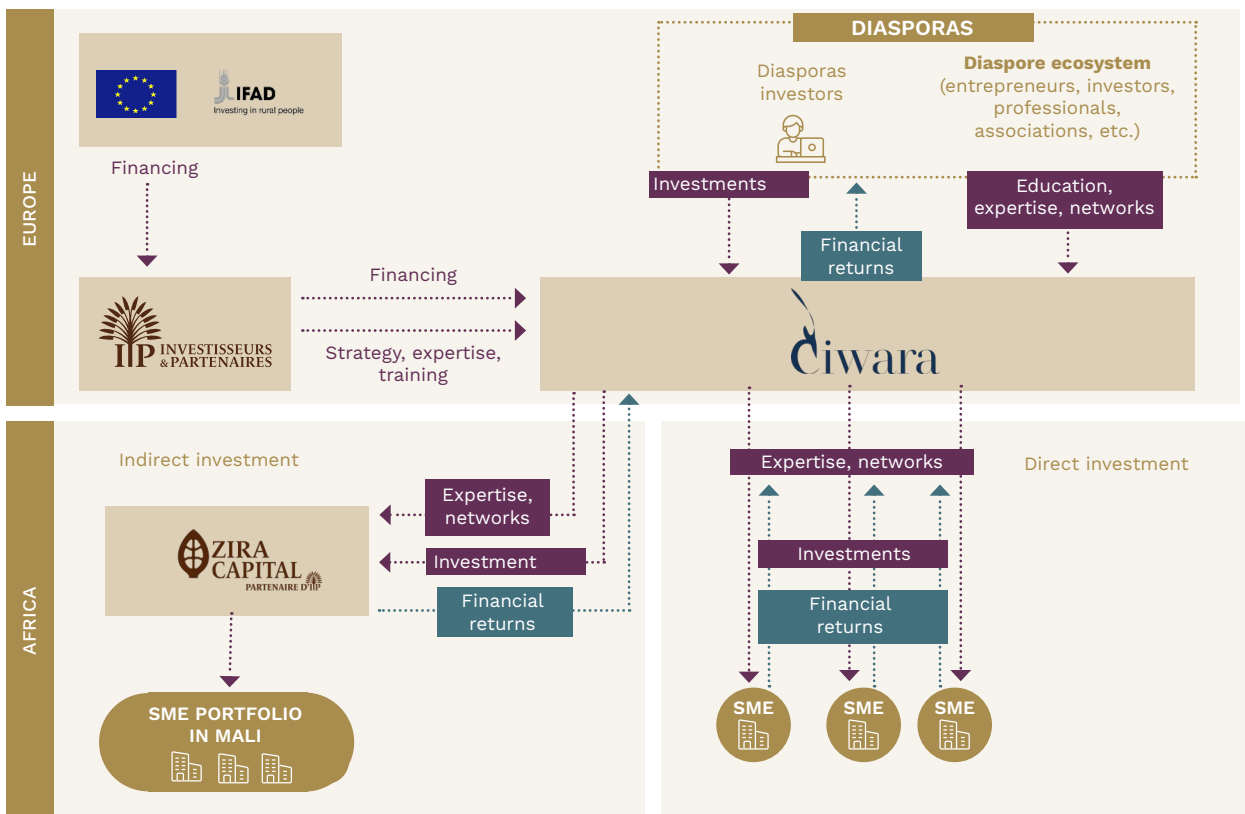 EUROPE
IFAD
Investing in rural people
Financing
DIASPORAS
Diasporas
investors
Diaspore ecosystem
(entrepreneurs, investors,
professionals,
associations, etc.)
Investments
Financial
returns
Education,
expertise, networks
I&P INVESTISSEURS
& PARTENAIRES
Financing
Strategy, expertise,
training
Ciwara
AFRICA
Indirect investment
Expertise,
networks
Investment
Financial
returns
ZIRA
CAPITAL
PARTENAIRE D'I&P
SME PORTFOLIO
IN MALI
Direct investment
Expertise, networks
Investments
Financial
returns
SME
SME
SME